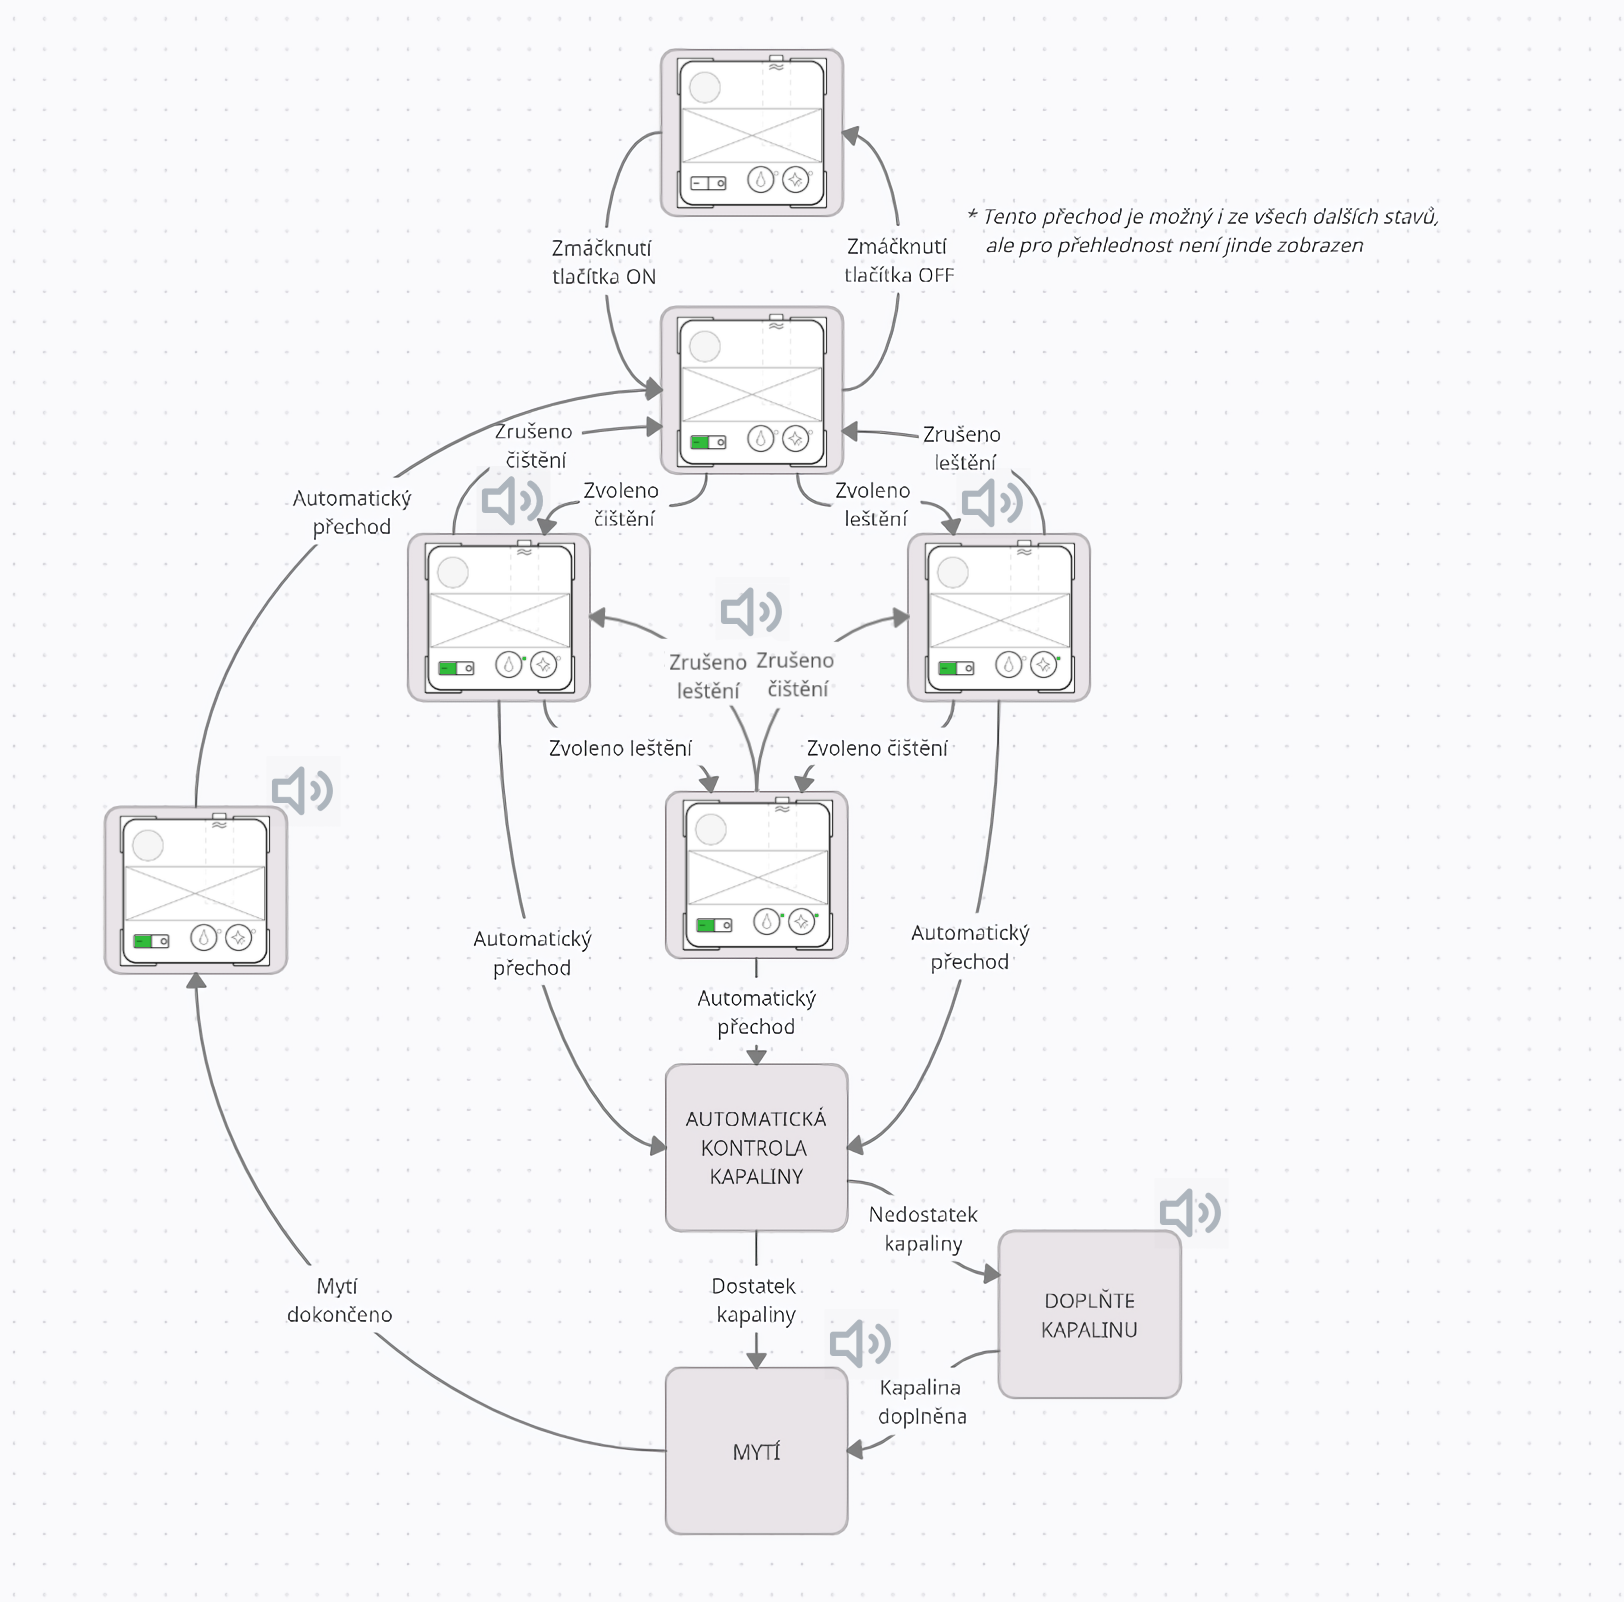 Zmáčknutí
tlačítka ON
Zmáčknutí
tlačítka OFF
* Tento přechod je možný i ze všech dalších stavů,
ale pro přehlednost není jinde zobrazen
Zrušeno
čištění
Zrušeno
leštění
Automatický
přechod
Zvoleno
čištění
Zvoleno
leštění
Zrušeno
leštění
Zrušeno
čištění
Zvoleno leštění
Zvoleno čištění
Automatický
přechod
Automatický
přechod
Automatický
přechod
AUTOMATICKÁ
KONTROLA
KAPALINY
Nedostatek
kapaliny
Mytí
dokončeno
Dostatek
kapaliny
DOPLŇTE
KAPALINU
Kapalina
doplněna
MYTÍ